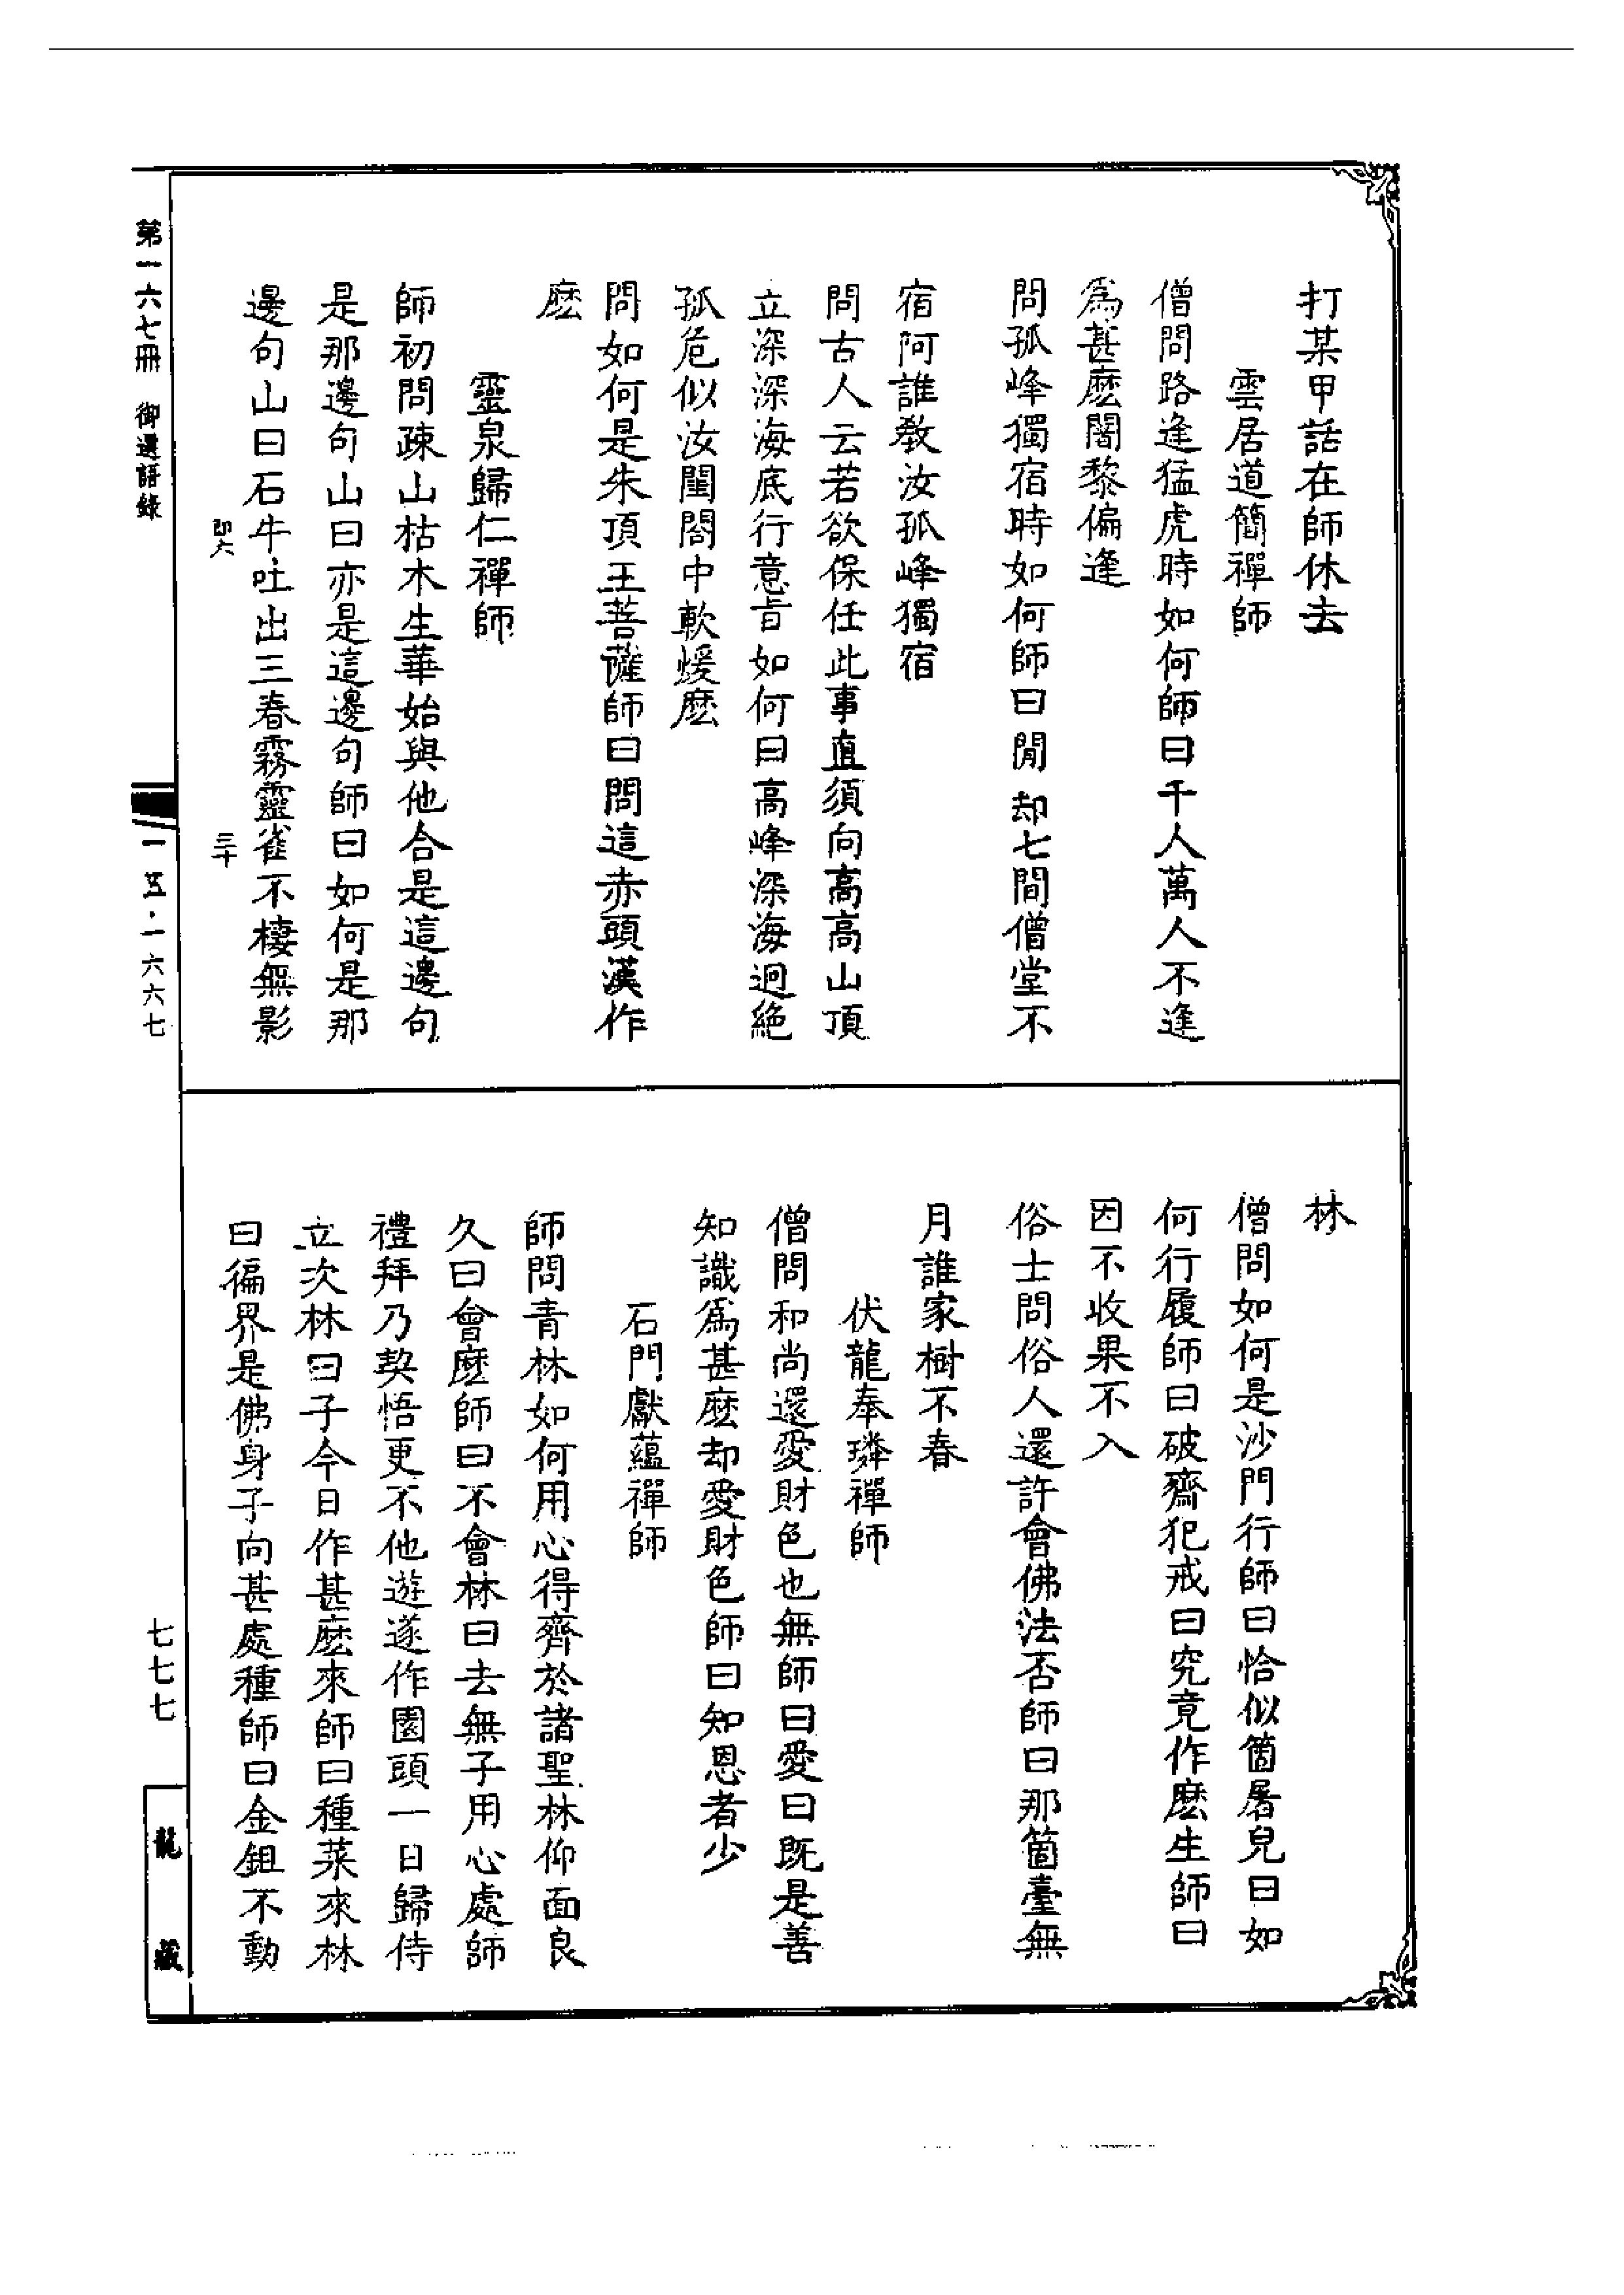 打某甲話在師休去
雲居道簡禪師
僧問路逢猛虎時如何師曰千人萬人不逢
爲甚麽闍黎偏逢
問孤峰獨宿時如何師曰閒却七間僧堂不
宿阿誰教汝孤峰獨宿
問古人云若欲保任此事直須向高高山頂
立深深海底行意旨如何曰高峰深海迥絕
孤危似汝閨閤中軟煖麽
問如何是朱頂王菩薩師曰問這赤頭漢作
麽
靈泉歸仁禪師
師初問疎山枯木生華始與他合是這邊句
是那邊句山曰亦是這邊句師曰如何是那
邊句山曰石牛吐出三春霧靈雀不棲無影
即六
三十
林
僧問如何是沙門行師曰恰似箇屠兒曰如
何行履師曰破齋犯戒曰究竟作麽生師曰
因不收果不入
俗士問俗人還許會佛法否師曰那箇臺無
月誰家樹不春
伏龍奉璘禪師
僧問和尚還愛財色也無師曰愛曰既是善
知識爲甚麽却愛財色師曰知恩者少
石門獻蘊禪師
師問青林如何用心得齊於諸聖林仰面良
久曰會麽師曰不會林曰去無子用心處師
禮拜乃契悟更不他遊遂作園頭一日歸侍
立次林曰子今日作甚麽來師曰種菜來林
曰徧界是佛身子向甚處種師曰金鉏不動
第一六七冊 御選語錄
一五·一六六七
七七七
龍藏